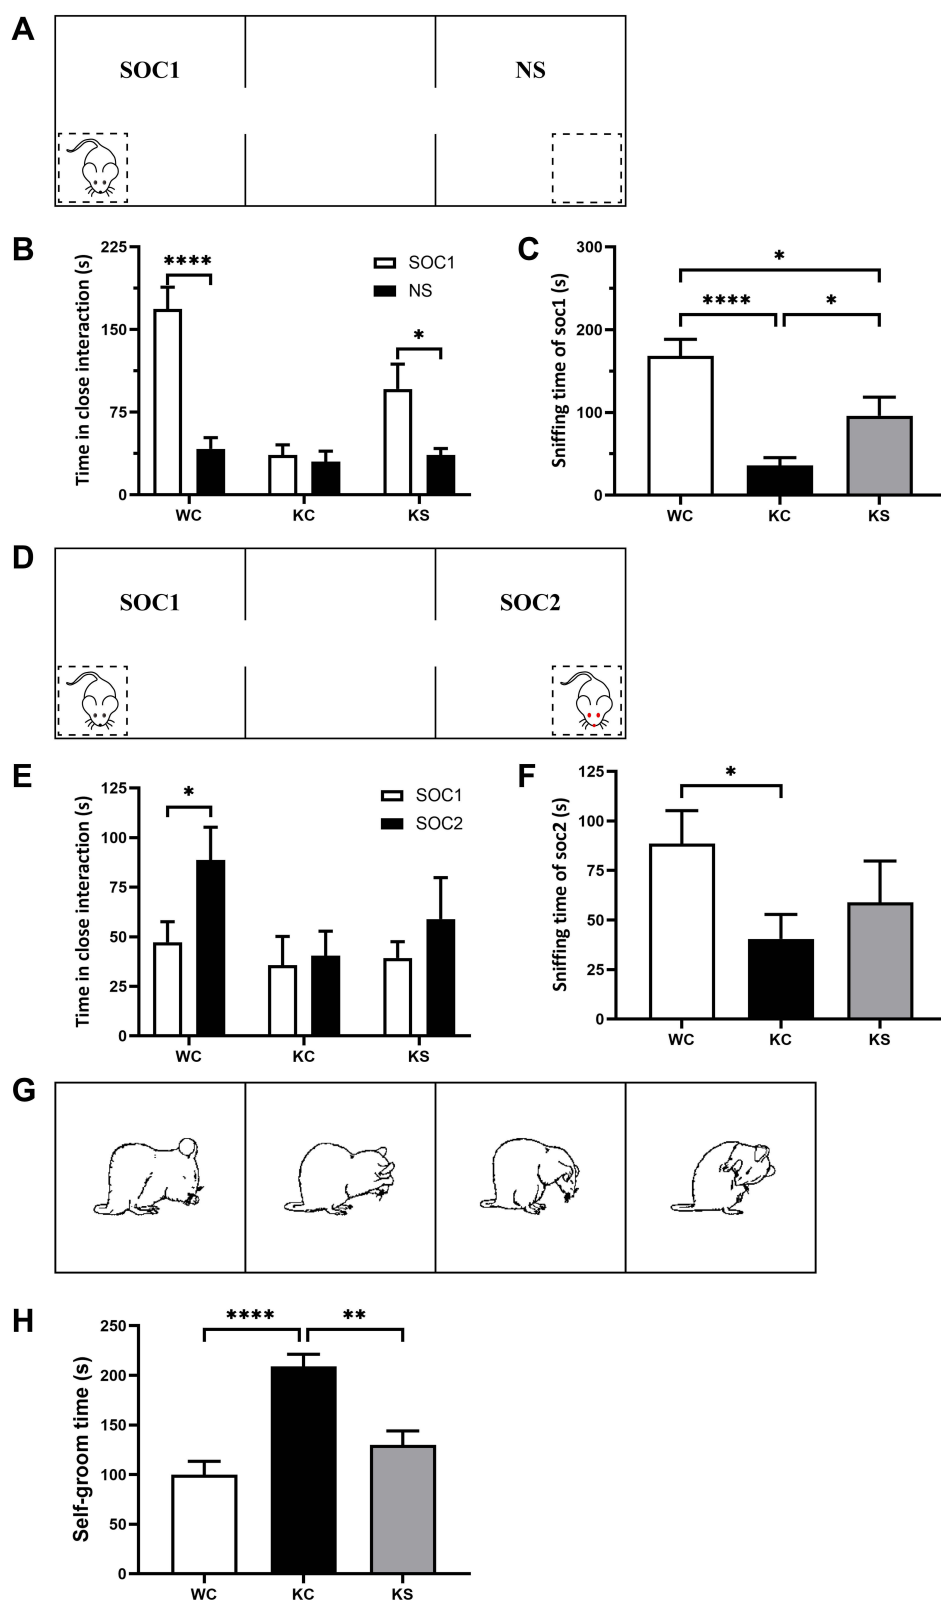 A
SOC1 NS
B
Time in close interaction (s)
225
150
75
0
****
*
SOC1
NS
WC KC KS
C
Sniffing time of soc1 (s)
300
200
100
0
*
**** *
WC KC KS
D
SOC1 SOC2
E
Time in close interaction (s)
125
100
75
50
25
0
*
SOC1
SOC2
WC KC KS
F
Sniffing time of soc2 (s)
125
100
75
50
25
0
*
WC KC KS
G
H
Self-groom time (s)
250
200
150
100
50
0
**** **
WC KC KS